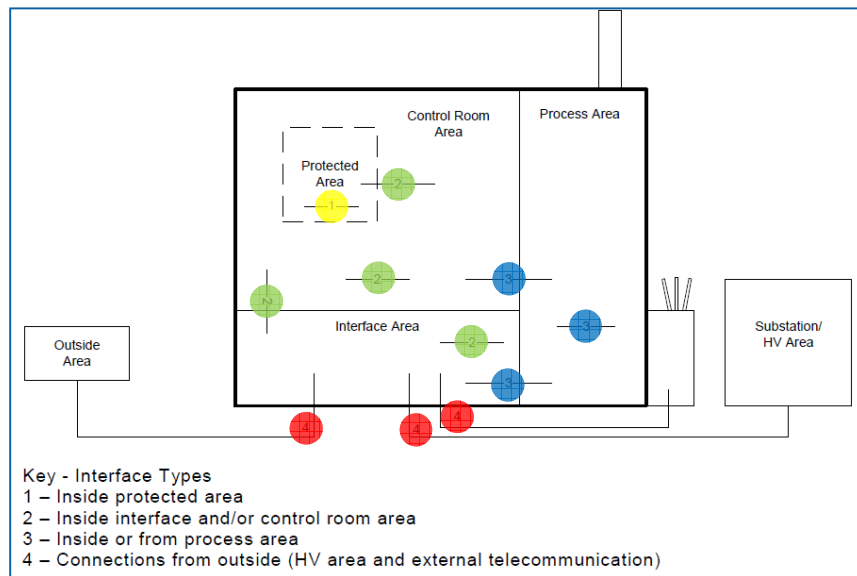 Control Room
Area
Process Area
Protected
Area
2
1
2
3
2
3
Interface Area
2
3
Outside
Area
Substation/
HV Area
4
4
4
Key - Interface Types
1 – Inside protected area
2 – Inside interface and/or control room area
3 – Inside or from process area
4 – Connections from outside (HV area and external telecommunication)